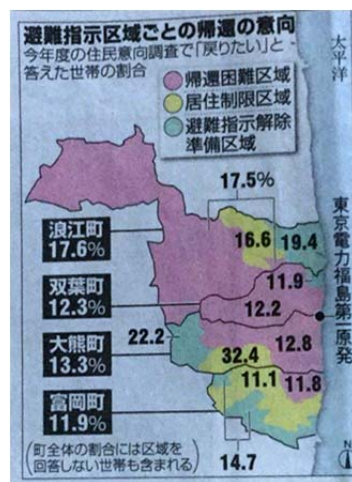 避難指示区域ごとの帰還の意向
今年度の住民意向調査で「戻りたい」と
答えた世帯の割合
帰還困難区域
居住制限区域
避難指示解除
準備区域
太平洋
17.5%
浪江町
17.6%
16.6
19.4
双葉町
12.3%
11.9
12.2
東京電力福島第一原発
大熊町
13.3%
22.2
12.8
32.4
富岡町
11.9%
11.1
11.8
14.7
(町全体の割合には区域を
回答しない世帯も含まれる)